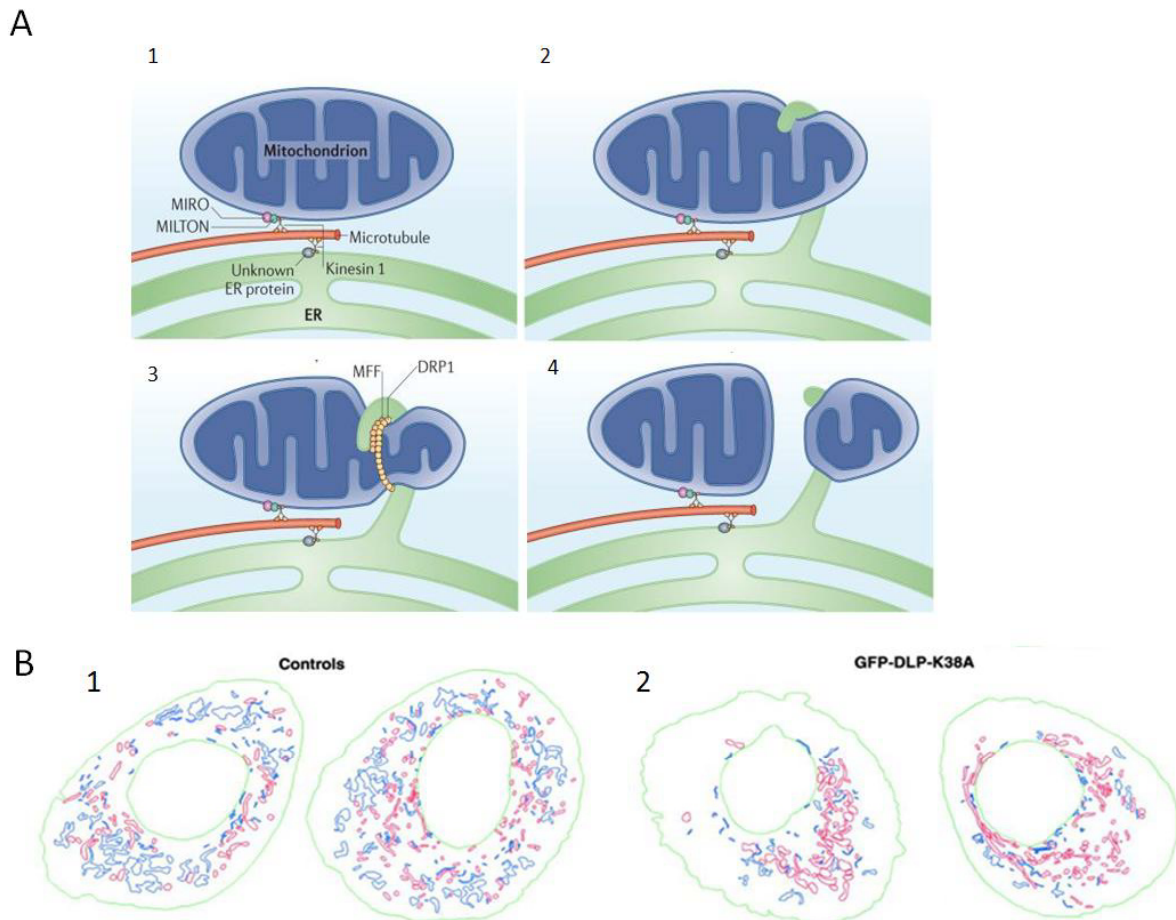 A
1
2
Mitochondrion
MIRO
MILTON
Microtubule
Unknown
ER protein
Kinesin 1
ER
3
MFF
DRP1
4
B
Controls
GFP-DLP-K38A
1
2